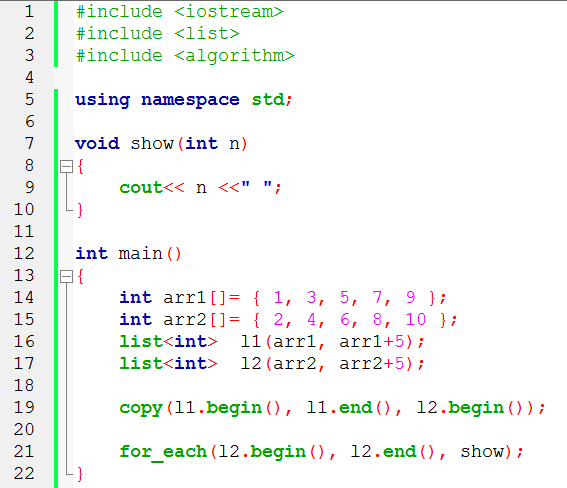 1 #include <iostream>
2 #include <list>
3 #include <algorithm>
4
5 using namespace std;
6
7 void show(int n)
8 {
9     cout<< n <<" ";
10 }
11
12 int main()
13 {
14     int arr1[]= { 1, 3, 5, 7, 9 };
15     int arr2[]= { 2, 4, 6, 8, 10 };
16     list<int>  l1(arr1, arr1+5);
17     list<int>  l2(arr2, arr2+5);
18
19     copy(l1.begin(), l1.end(), l2.begin());
20
21     for_each(l2.begin(), l2.end(), show);
22 }